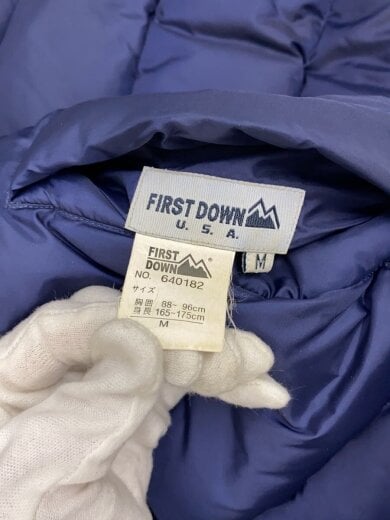 FIRST DOWN
U. S. A.
M
FIRST
DOWN
NO. 640182
サイズ
胸囲 88- 96cm
身長 165-175cm
M